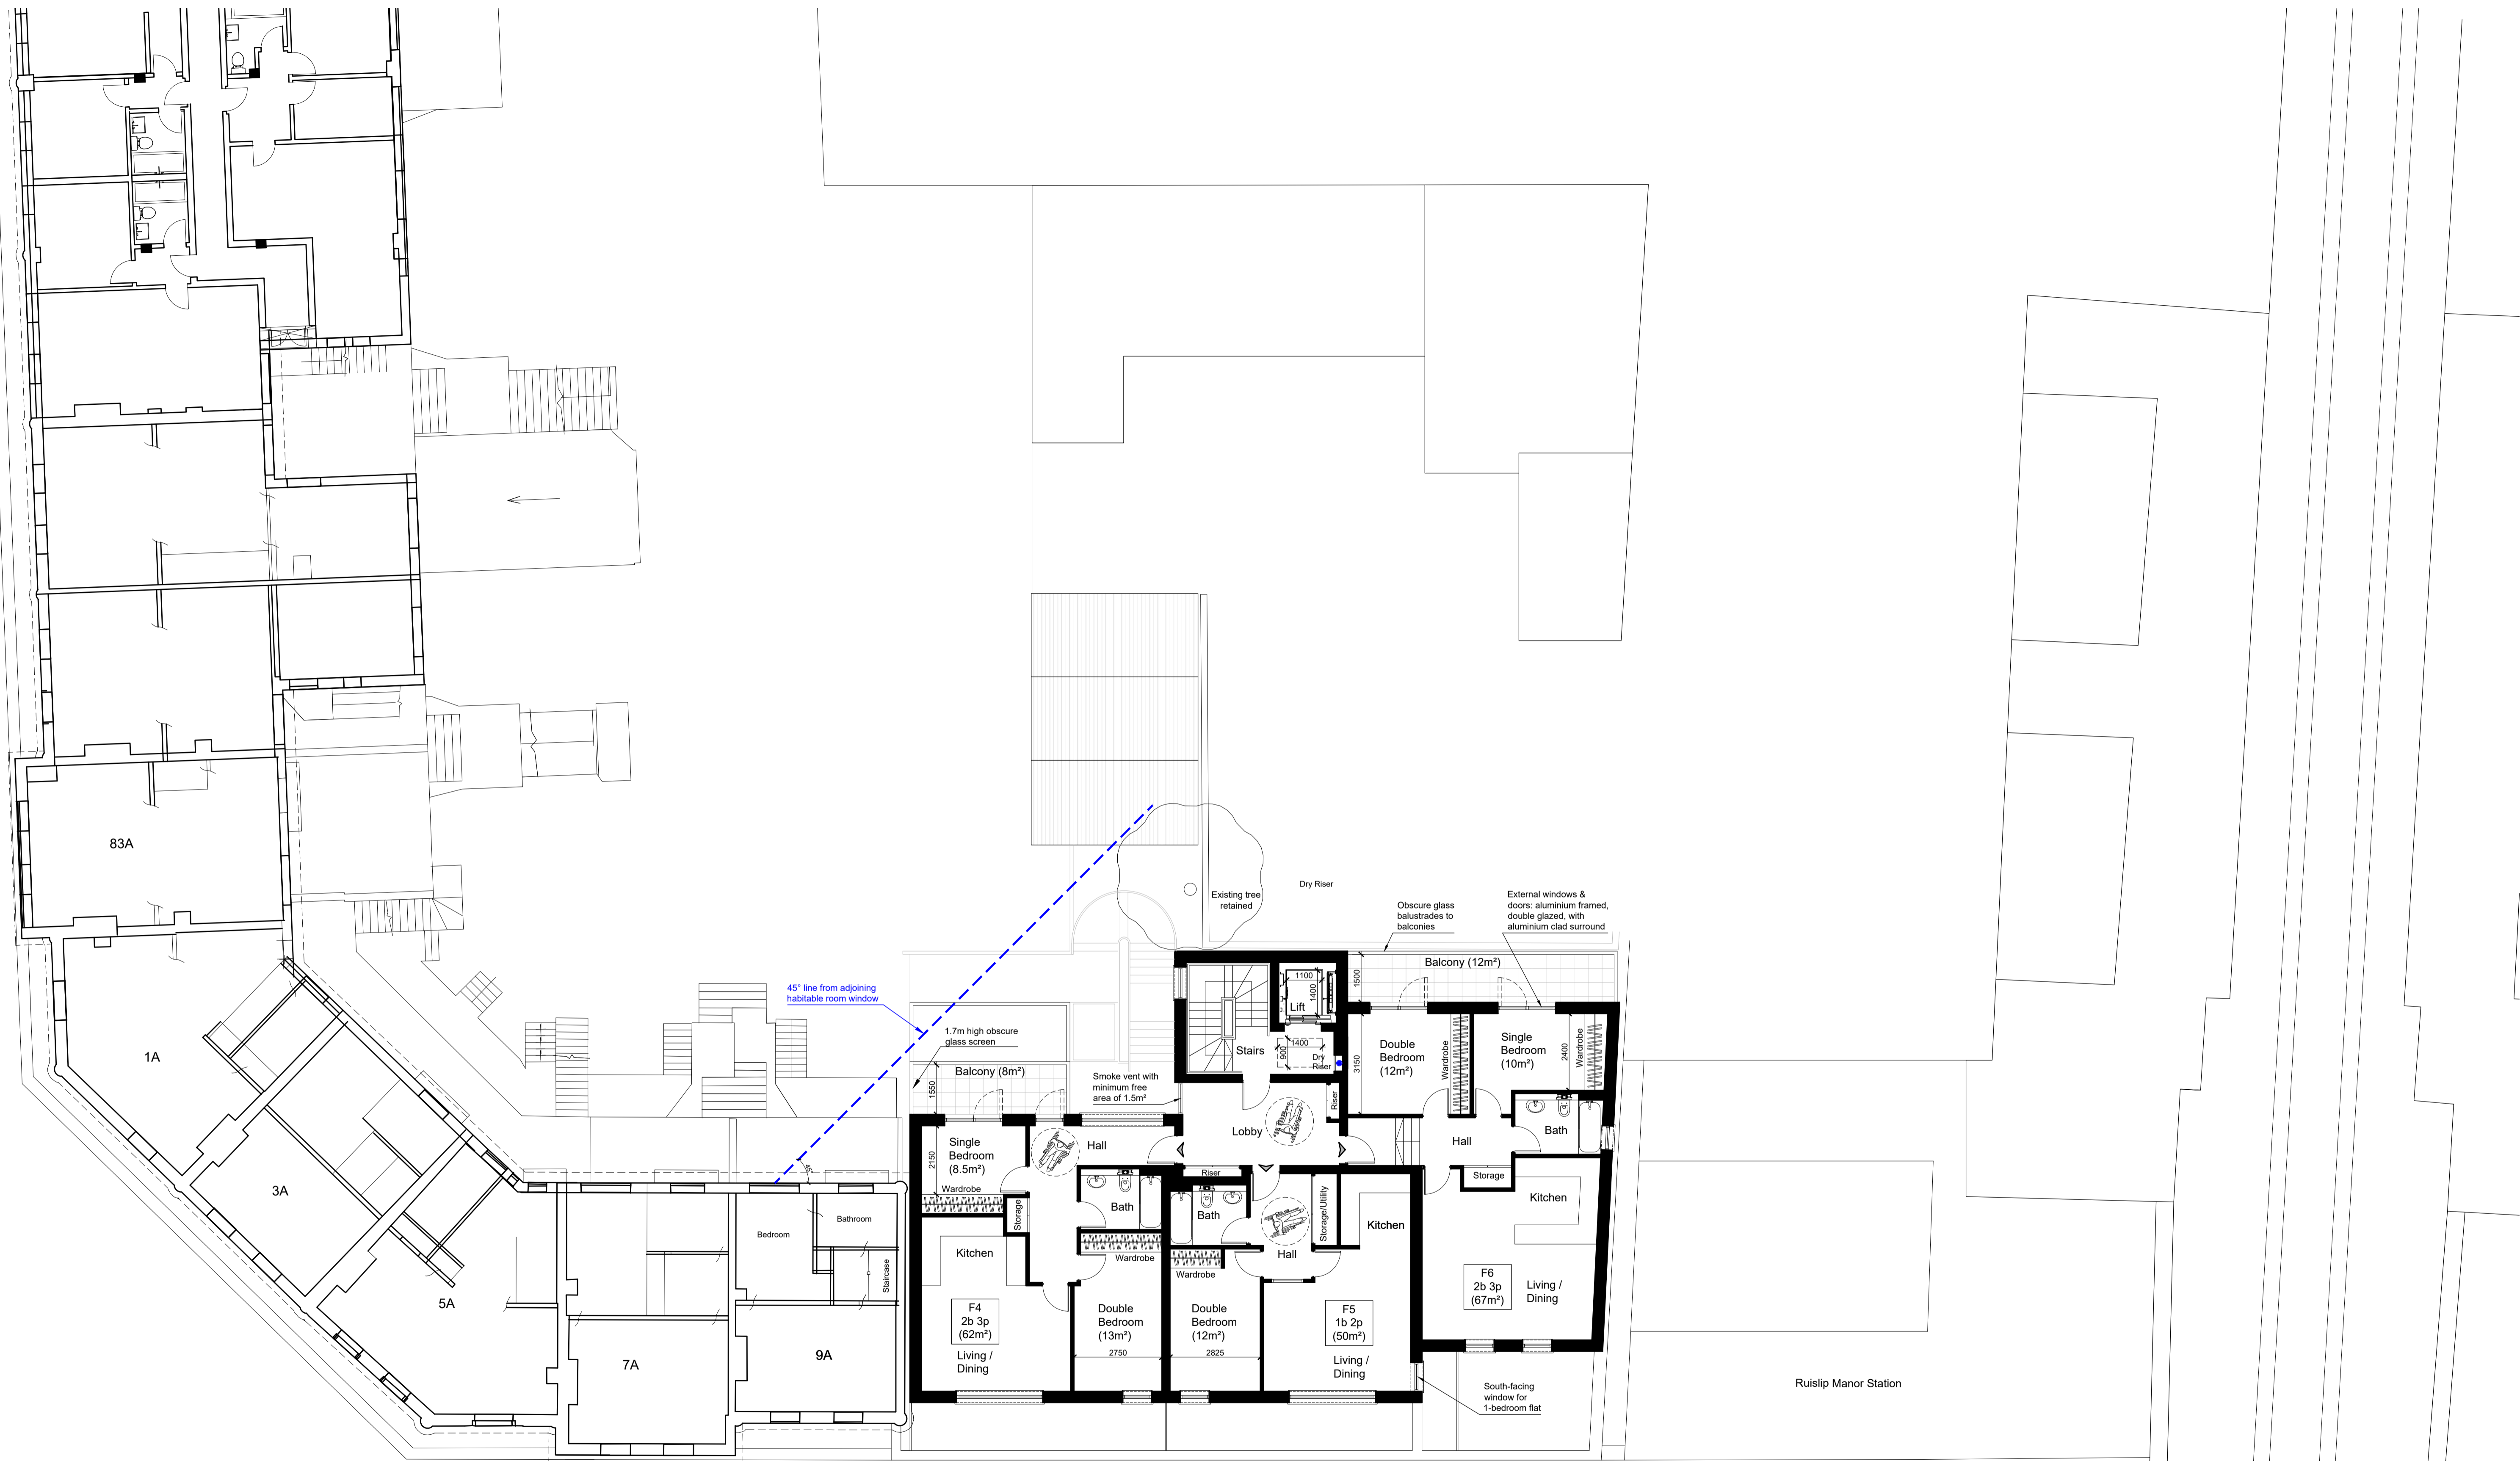 83A
1A
3A
5A
7A
9A
Bedroom
Bathroom
Staircase
45°
45° line from adjoining
habitable room window
1.7m high obscure
glass screen
Balcony (8m²)
1550
Existing tree
retained
Dry Riser
Obscure glass
balustrades to
balconies
External windows &
doors: aluminium framed,
double glazed, with
aluminium clad surround
Balcony (12m²)
1500
1100
1400
Lift
Stairs
1400
900
Dry
Riser
Smoke vent with
minimum free
area of 1.5m²
Riser
Lobby
Riser
Double
Bedroom
(12m²)
3150
Wardrobe
Single
Bedroom
(10m²)
2400
Wardrobe
Hall
Bath
Storage
Kitchen
F6
2b 3p
(67m²)
Living /
Dining
Single
Bedroom
(8.5m²)
2150
Wardrobe
Hall
Storage
Bath
Kitchen
Wardrobe
F4
2b 3p
(62m²)
Living /
Dining
Double
Bedroom
(13m²)
2750
Bath
Wardrobe
Hall
Storage/Utility
Kitchen
Double
Bedroom
(12m²)
2825
F5
1b 2p
(50m²)
Living /
Dining
South-facing
window for
1-bedroom flat
Ruislip Manor Station